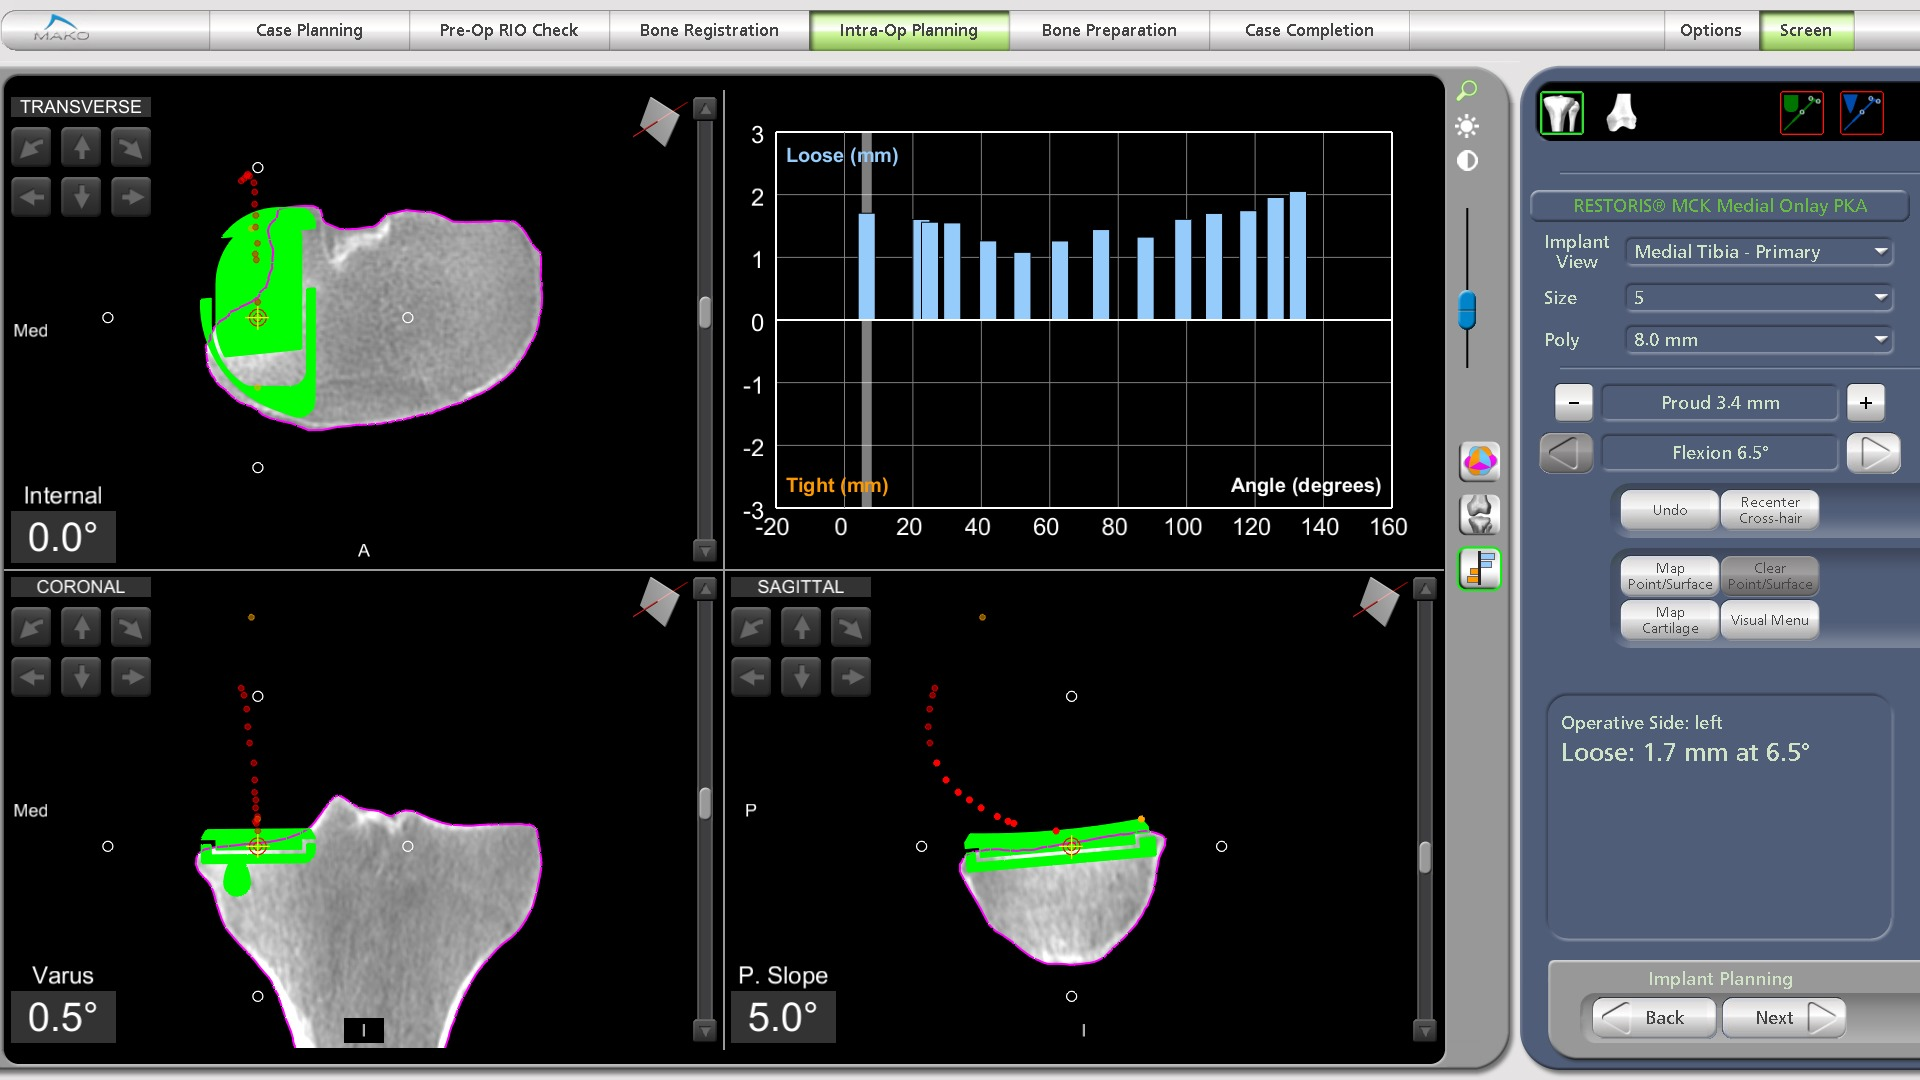 MAKO
Case Planning
Pre-Op RIO Check
Bone Registration
Intra-Op Planning
Bone Preparation
Case Completion
Options
Screen
TRANSVERSE
Med
Internal
0.0°
A
3
2
1
0
-1
-2
-3
Loose (mm)
Tight (mm)
Angle (degrees)
-20 0 20 40 60 80 100 120 140 160
CORONAL
Med
Varus
0.5°
I
SAGITTAL
P
P. Slope
5.0°
I
RESTORIS® MCK Medial Onlay PKA
Implant
View
Medial Tibia - Primary
Size
5
Poly
8.0 mm
-
Proud 3.4 mm
+
Flexion 6.5°
Undo
Recenter
Cross-hair
Map
Point/Surface
Clear
Point/Surface
Map
Cartilage
Visual Menu
Operative Side: left
Loose: 1.7 mm at 6.5°
Implant Planning
Back
Next